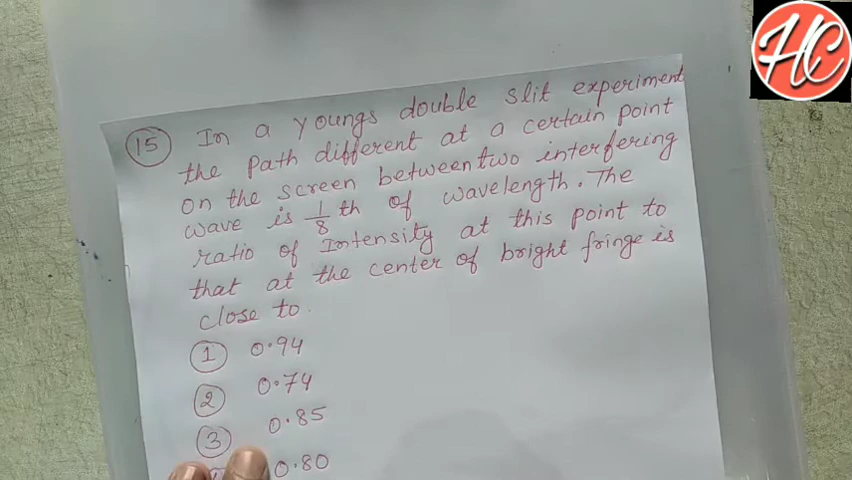 HC
15 In a youngs double slit experiment
the path different at a certain point
on the screen between two interfering
wave is 1/8 th of wavelength. The
ratio of Intensity at this point to
that at the center of bright fringe is
close to.
1 0.94
2 0.74
3 0.85
0.80